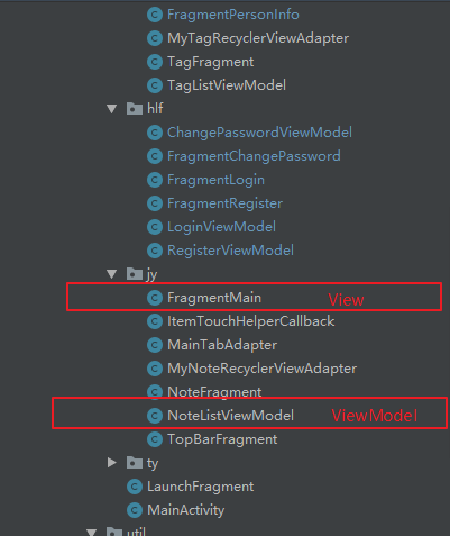 FragmentPersonInfo
MyTagRecyclerViewAdapter
TagFragment
TagListViewModel
hlf
ChangePasswordViewModel
FragmentChangePassword
FragmentLogin
FragmentRegister
LoginViewModel
RegisterViewModel
jy
FragmentMain View
ItemTouchHelperCallback
MainTabAdapter
MyNoteRecyclerViewAdapter
NoteFragment
NoteListViewModel ViewModel
TopBarFragment
ty
LaunchFragment
MainActivity
util